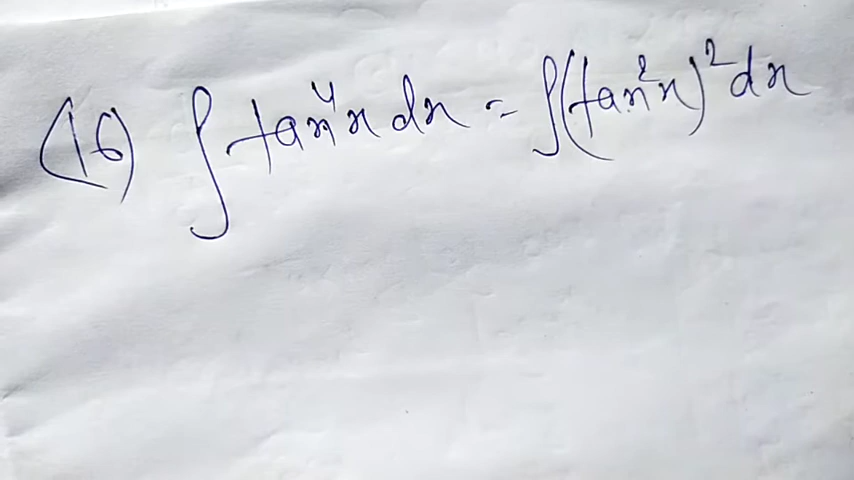 (16) ∫ tan⁴x dx = ∫(tan²x)² dx